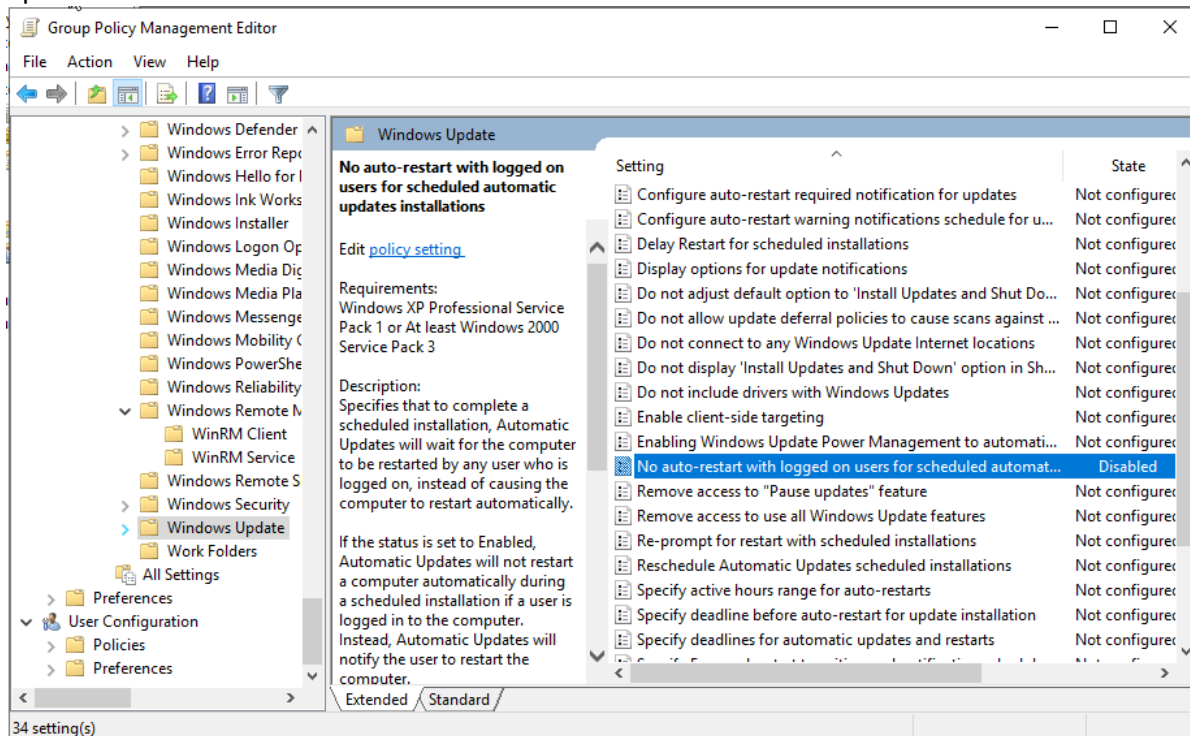 Group Policy Management Editor
File Action View Help
Windows Defender
Windows Error Repo
Windows Hello for
Windows Ink Works
Windows Installer
Windows Logon Op
Windows Media Dig
Windows Media Pla
Windows Messenge
Windows Mobility
Windows PowerShe
Windows Reliability
Windows Remote M
WinRM Client
WinRM Service
Windows Remote S
Windows Security
Windows Update
Work Folders
All Settings
Preferences
User Configuration
Policies
Preferences
Windows Update
No auto-restart with logged on
users for scheduled automatic
updates installations
Edit policy setting
Requirements:
Windows XP Professional Service
Pack 1 or At least Windows 2000
Service Pack 3
Description:
Specifies that to complete a
scheduled installation, Automatic
Updates will wait for the computer
to be restarted by any user who is
logged on, instead of causing the
computer to restart automatically.
If the status is set to Enabled,
Automatic Updates will not restart
a computer automatically during
a scheduled installation if a user is
logged in to the computer.
Instead, Automatic Updates will
notify the user to restart the
computer.
Setting State
Configure auto-restart required notification for updates Not configured
Configure auto-restart warning notifications schedule for u... Not configured
Delay Restart for scheduled installations Not configured
Display options for update notifications Not configured
Do not adjust default option to 'Install Updates and Shut Do... Not configured
Do not allow update deferral policies to cause scans against ... Not configured
Do not connect to any Windows Update Internet locations Not configured
Do not display 'Install Updates and Shut Down' option in Sh... Not configured
Do not include drivers with Windows Updates Not configured
Enable client-side targeting Not configured
Enabling Windows Update Power Management to automati... Not configured
No auto-restart with logged on users for scheduled automat... Disabled
Remove access to "Pause updates" feature Not configured
Remove access to use all Windows Update features Not configured
Re-prompt for restart with scheduled installations Not configured
Reschedule Automatic Updates scheduled installations Not configured
Specify active hours range for auto-restarts Not configured
Specify deadline before auto-restart for update installation Not configured
Specify deadlines for automatic updates and restarts Not configured
Extended Standard
34 setting(s)